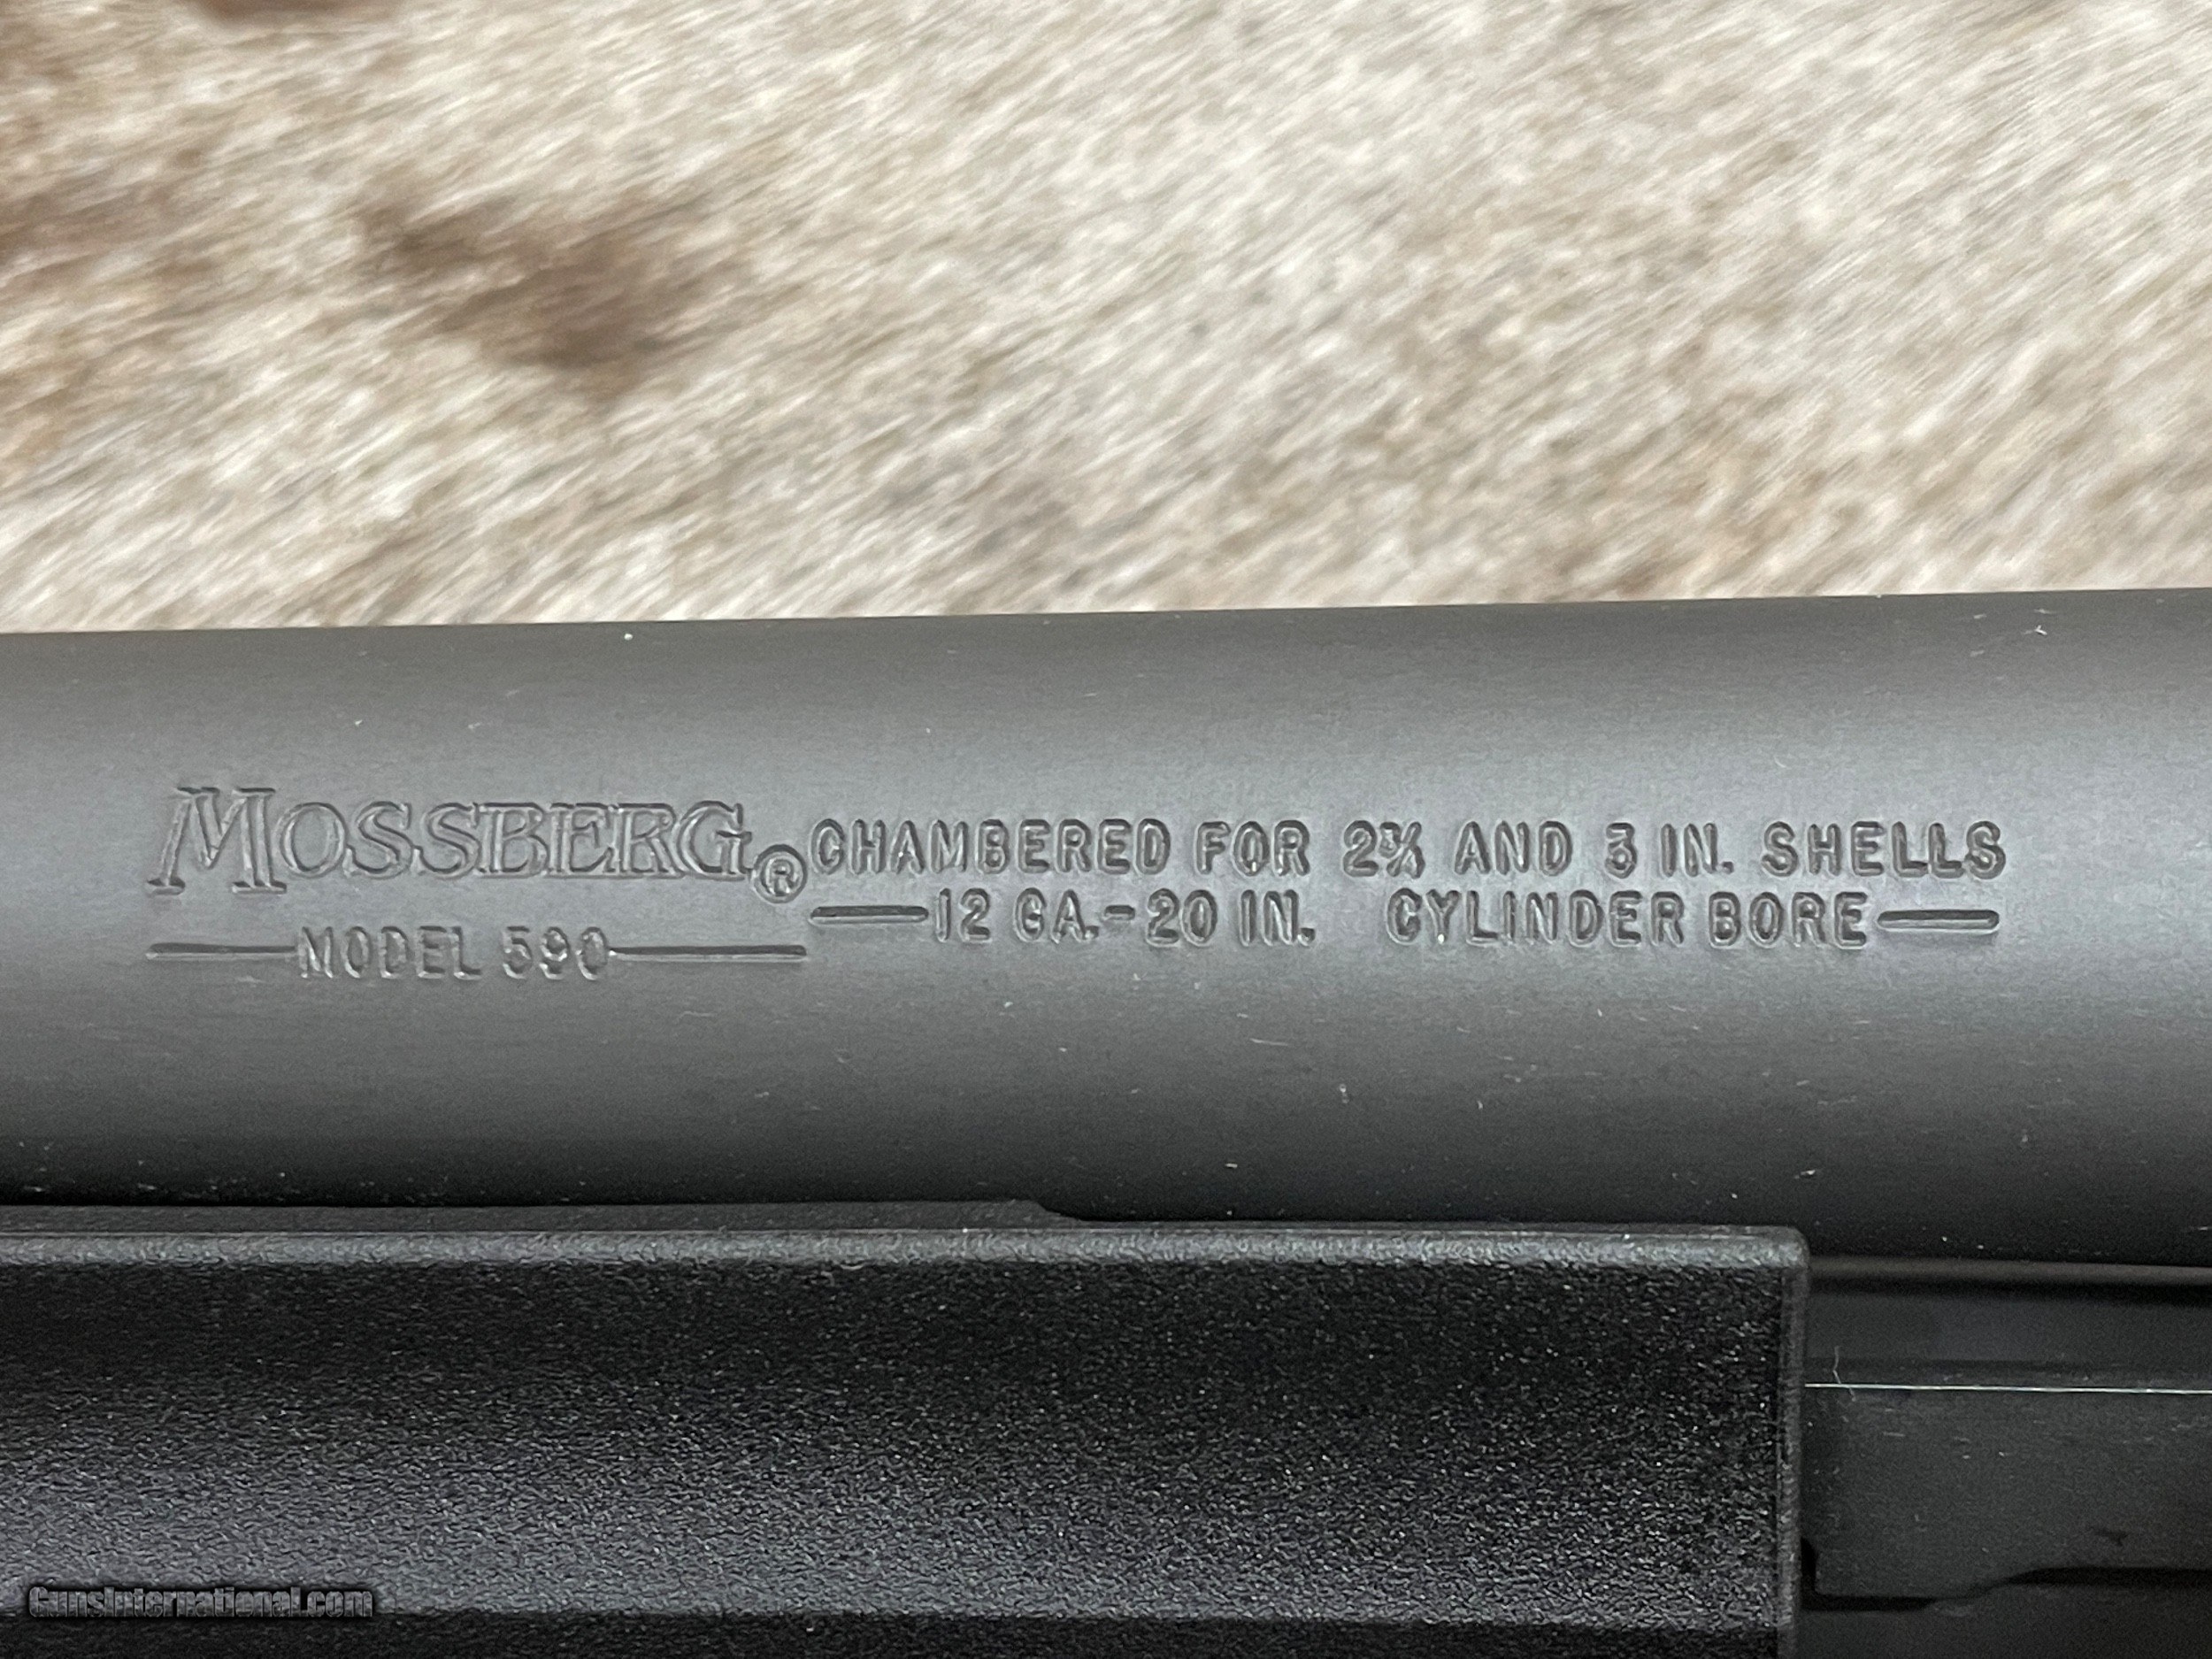 MOSSBERG®
MODEL 590
CHAMBERED FOR 2¾ AND 3 IN. SHELLS
12 GA.-20 IN. CYLINDER BORE
GunsInternational.com